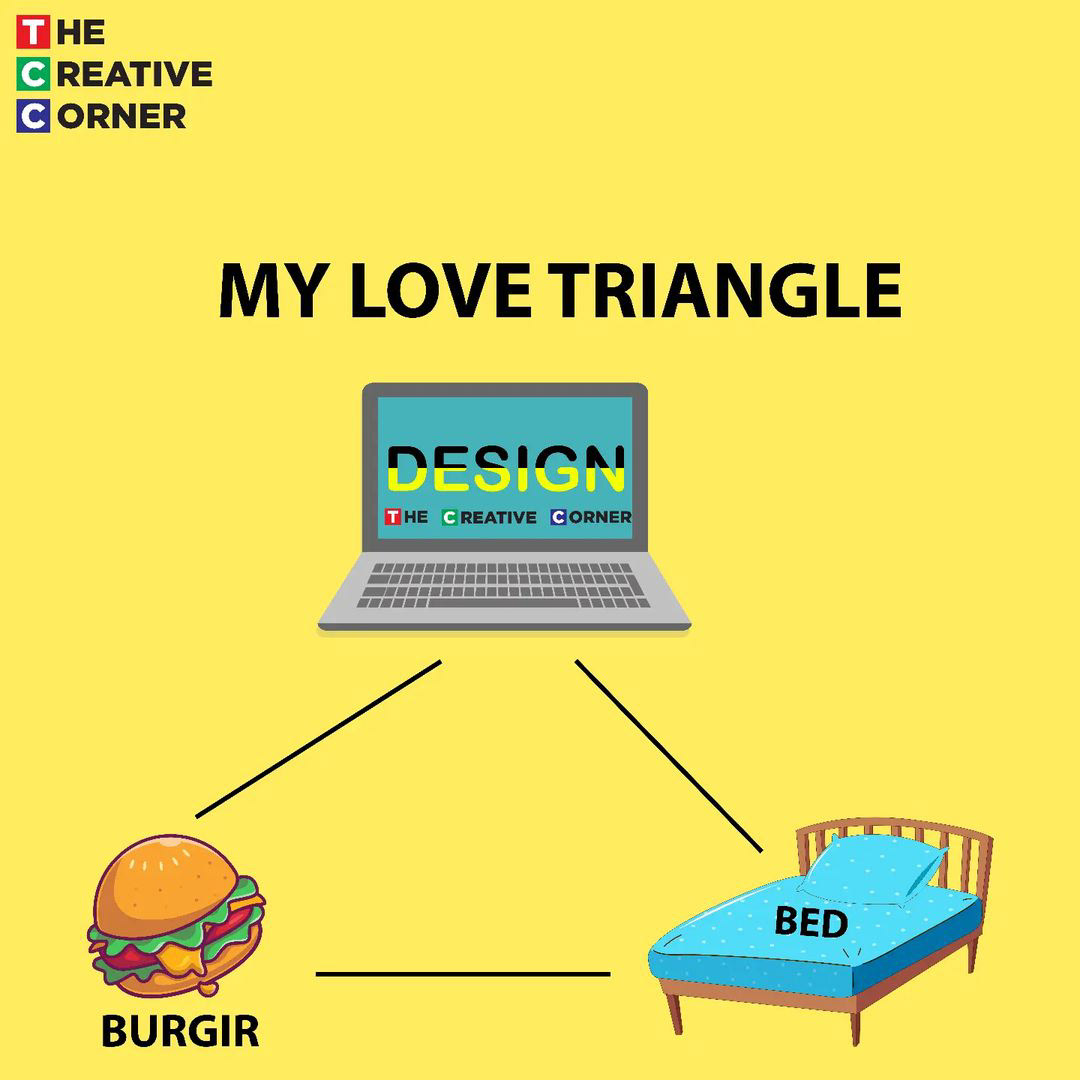 THE
CREATIVE
CORNER
MY LOVE TRIANGLE
DESIGN
THE CREATIVE CORNER
BURGIR
BED